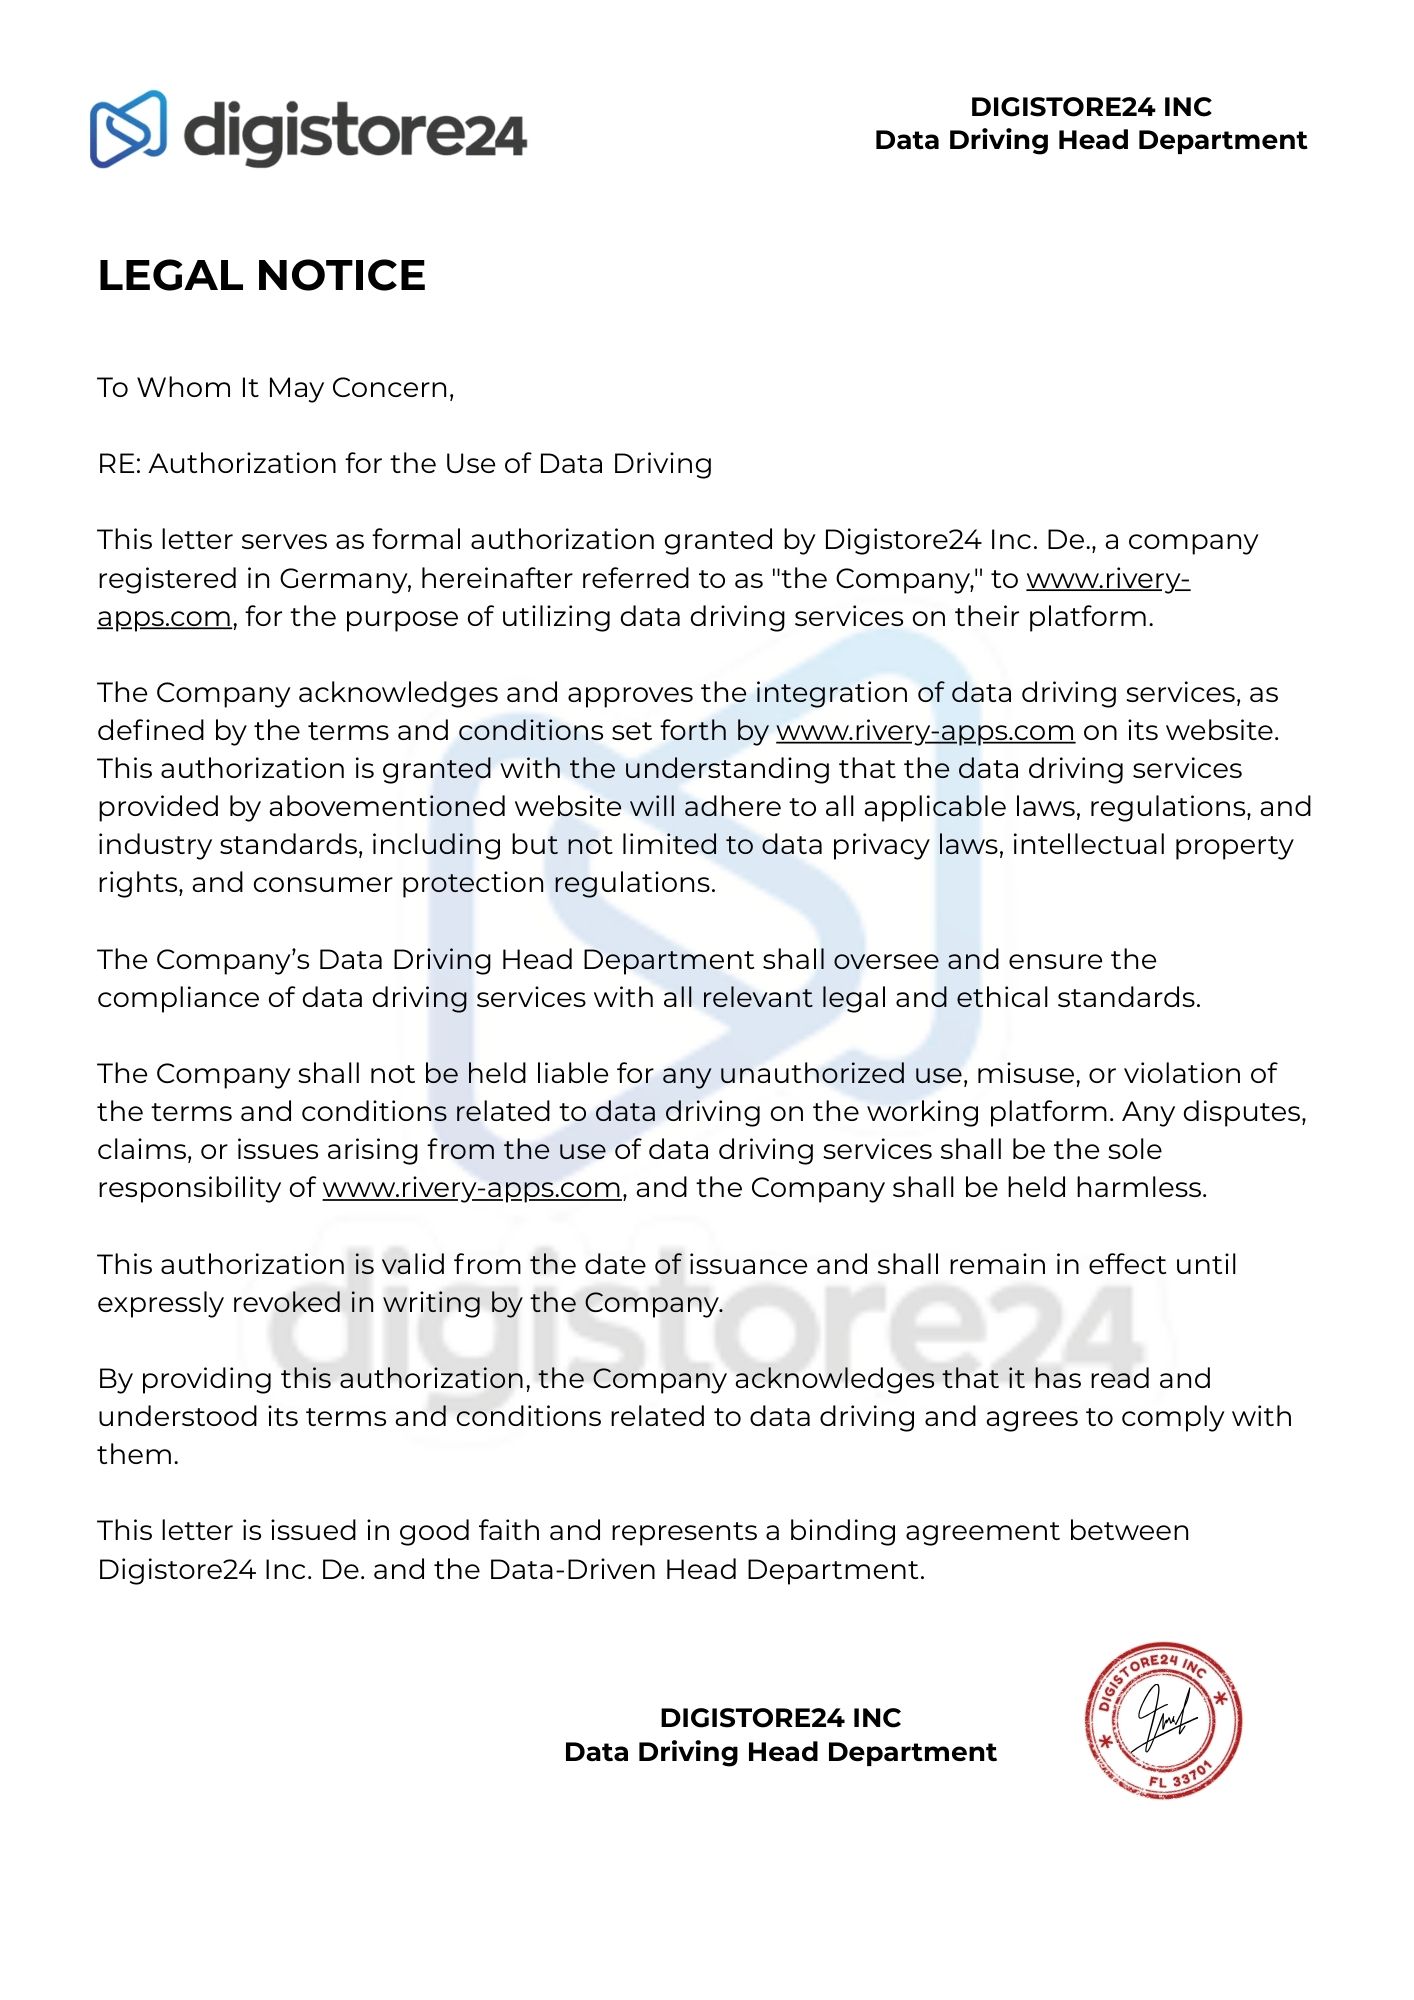 digistore24
DIGISTORE24 INC
Data Driving Head Department
LEGAL NOTICE
To Whom It May Concern,
RE: Authorization for the Use of Data Driving
This letter serves as formal authorization granted by Digistore24 Inc. De., a company
registered in Germany, hereinafter referred to as "the Company," to www.rivery-
apps.com, for the purpose of utilizing data driving services on their platform.
The Company acknowledges and approves the integration of data driving services, as
defined by the terms and conditions set forth by www.rivery-apps.com on its website.
This authorization is granted with the understanding that the data driving services
provided by abovementioned website will adhere to all applicable laws, regulations, and
industry standards, including but not limited to data privacy laws, intellectual property
rights, and consumer protection regulations.
The Company’s Data Driving Head Department shall oversee and ensure the
compliance of data driving services with all relevant legal and ethical standards.
The Company shall not be held liable for any unauthorized use, misuse, or violation of
the terms and conditions related to data driving on the working platform. Any disputes,
claims, or issues arising from the use of data driving services shall be the sole
responsibility of www.rivery-apps.com, and the Company shall be held harmless.
This authorization is valid from the date of issuance and shall remain in effect until
expressly revoked in writing by the Company.
digistore24
By providing this authorization, the Company acknowledges that it has read and
understood its terms and conditions related to data driving and agrees to comply with
them.
This letter is issued in good faith and represents a binding agreement between
Digistore24 Inc. De. and the Data-Driven Head Department.
DIGISTORE24 INC
Data Driving Head Department
DIGISTORE24 INC
FL 33701